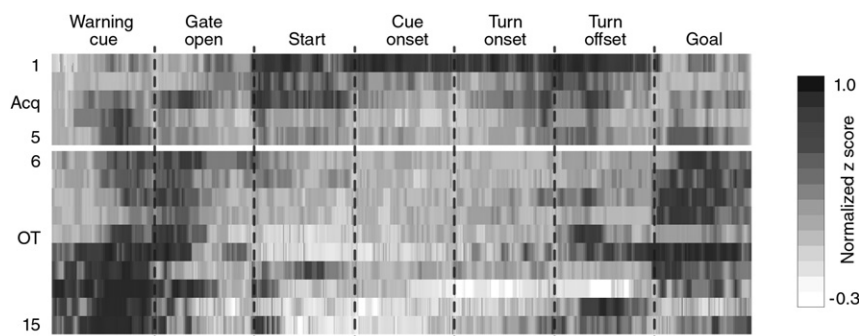 Warning cue
Gate open
Start
Cue onset
Turn onset
Turn offset
Goal
1
Acq
5
6
OT
15
1.0
Normalized z score
-0.3